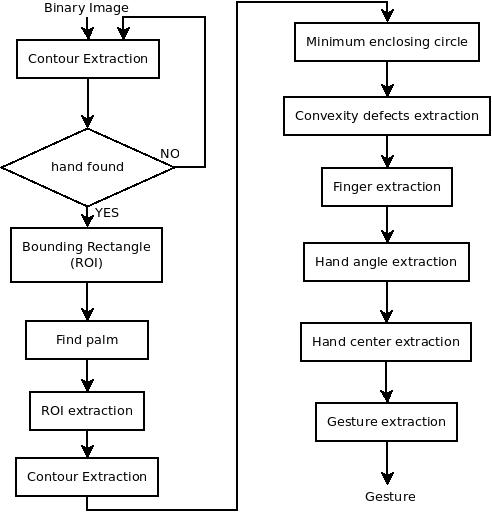 Binary Image
Contour Extraction
hand found
NO
YES
Bounding Rectangle
(ROI)
Find palm
ROI extraction
Contour Extraction
Minimum enclosing circle
Convexity defects extraction
Finger extraction
Hand angle extraction
Hand center extraction
Gesture extraction
Gesture